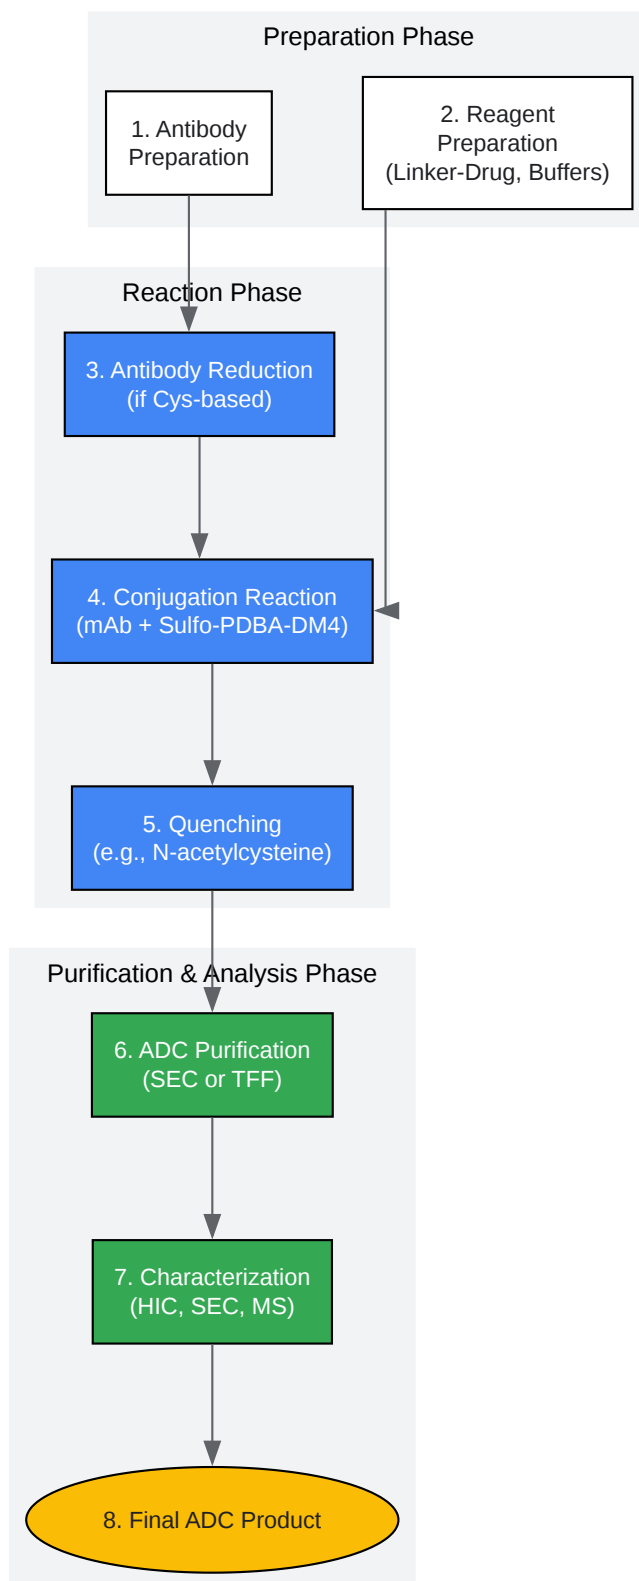 Preparation Phase
1. Antibody
Preparation
2. Reagent
Preparation
(Linker-Drug, Buffers)
Reaction Phase
3. Antibody Reduction
(if Cys-based)
4. Conjugation Reaction
(mAb + Sulfo-PDBA-DM4)
5. Quenching
(e.g., N-acetylcysteine)
Purification & Analysis Phase
6. ADC Purification
(SEC or TFF)
7. Characterization
(HIC, SEC, MS)
8. Final ADC Product